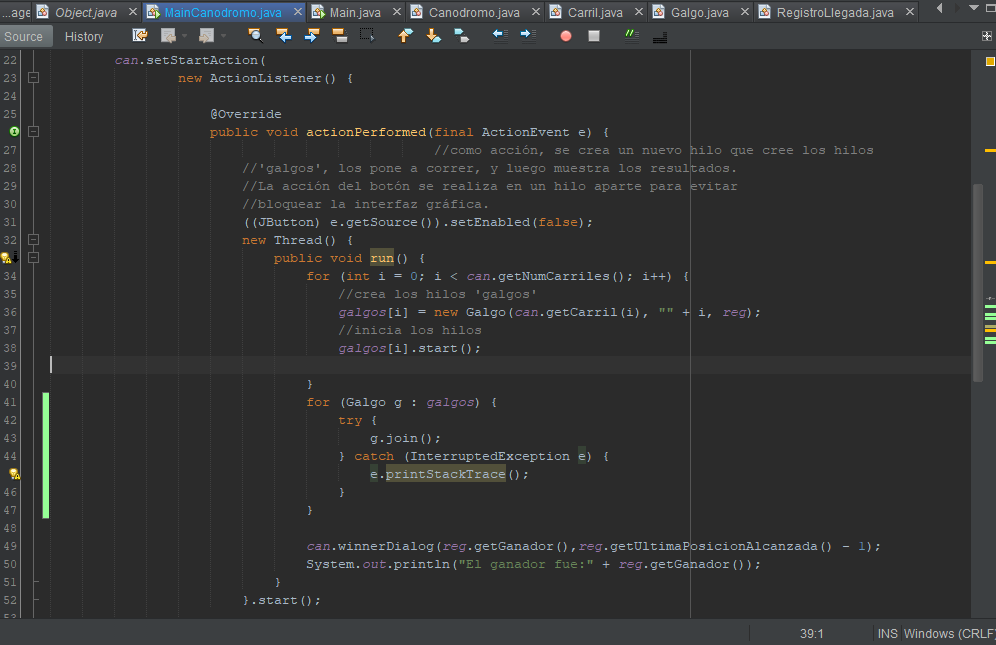 ...age Object.java MainCanodromo.java Main.java Canodromo.java Carril.java Galgo.java RegistroLlegada.java
Source History
22 can.setStartAction(
23 new ActionListener() {
24
25 @Override
public void actionPerformed(final ActionEvent e) {
27 //como acción, se crea un nuevo hilo que cree los hilos
28 //'galgos', los pone a correr, y luego muestra los resultados.
29 //La acción del botón se realiza en un hilo aparte para evitar
30 //bloquear la interfaz gráfica.
31 ((JButton) e.getSource()).setEnabled(false);
32 new Thread() {
public void run() {
34 for (int i = 0; i < can.getNumCarriles(); i++) {
35 //crea los hilos 'galgos'
36 galgos[i] = new Galgo(can.getCarril(i), "" + i, reg);
37 //inicia los hilos
38 galgos[i].start();
39
40 }
41 for (Galgo g : galgos) {
42 try {
43 g.join();
44 } catch (InterruptedException e) {
e.printStackTrace();
46 }
47 }
48
49 can.winnerDialog(reg.getGanador(),reg.getUltimaPosicionAlcanzada() - 1);
50 System.out.println("El ganador fue:" + reg.getGanador());
51 }
52 }.start();
53
39:1 INS Windows (CRLF)